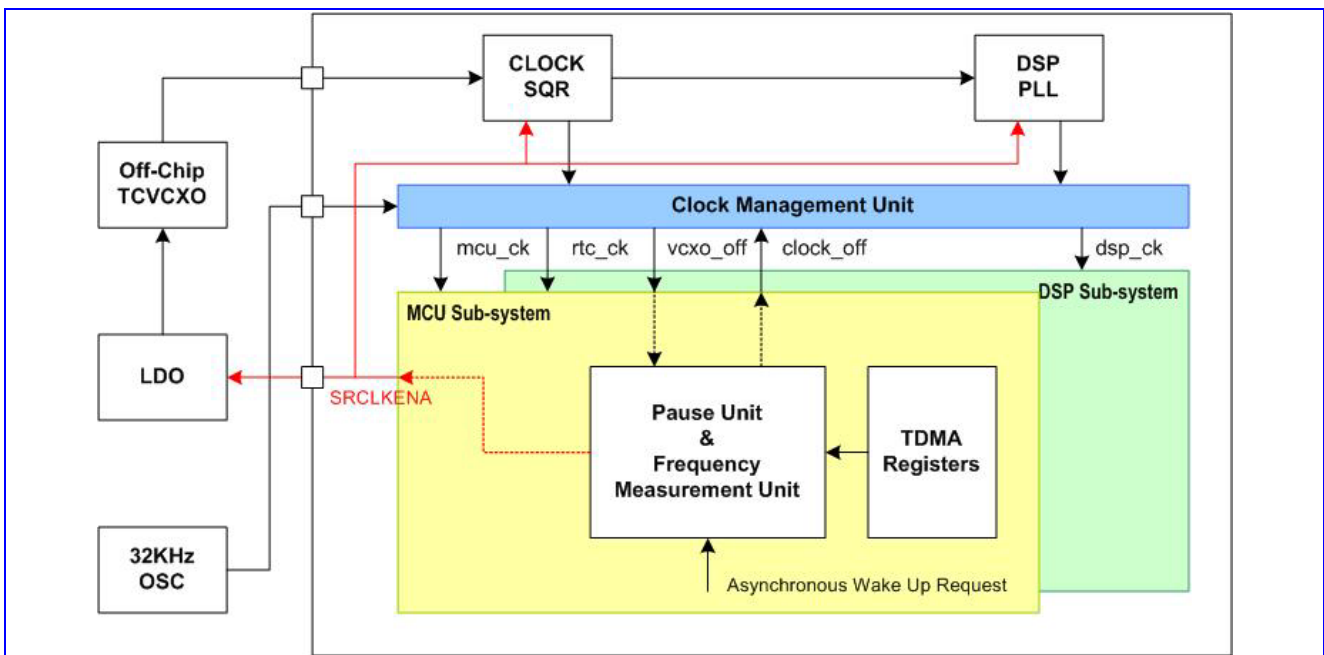 CLOCK
SQR
DSP
PLL
Off-Chip
TCVCXO
Clock Management Unit
mcu_ck
rtc_ck
vcxo_off
clock_off
dsp_ck
DSP Sub-system
MCU Sub-system
LDO
SRCLKENA
Pause Unit
&
Frequency
Measurement Unit
TDMA
Registers
32KHz
OSC
Asynchronous Wake Up Request